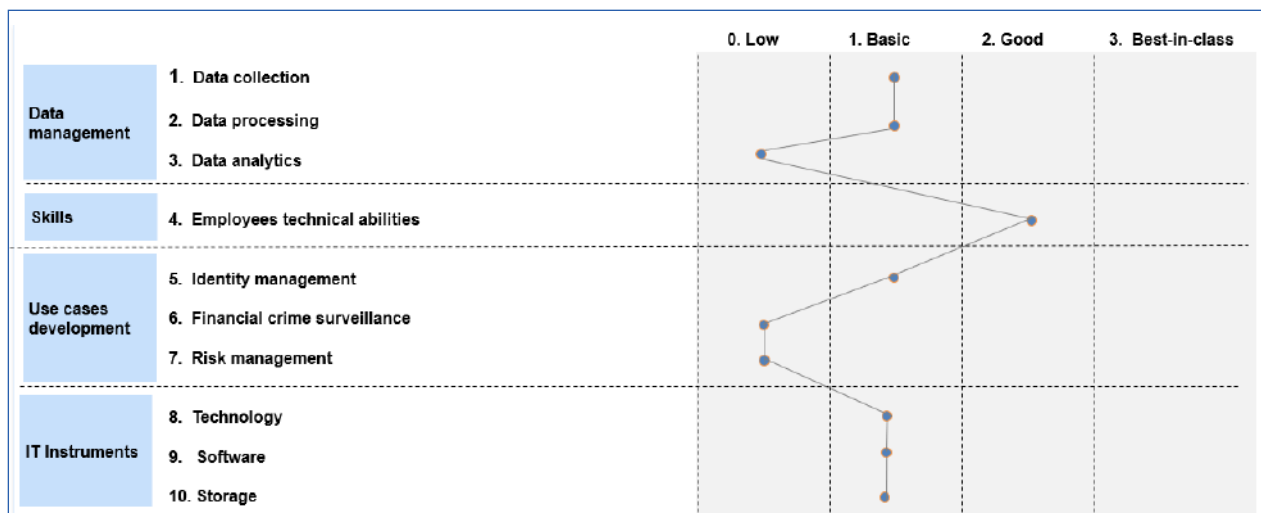 0. Low 1. Basic 2. Good 3. Best-in-class
Data
management
1. Data collection
2. Data processing
3. Data analytics
Skills
4. Employees technical abilities
Use cases
development
5. Identity management
6. Financial crime surveillance
7. Risk management
IT Instruments
8. Technology
9. Software
10. Storage